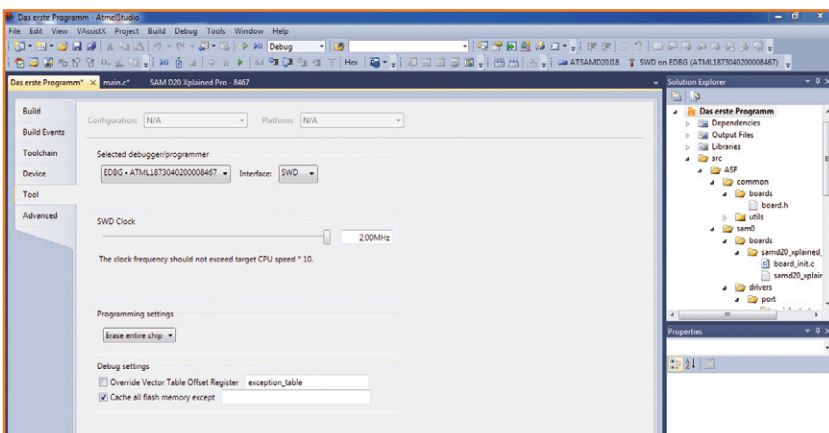 Das erste Programm - AtmelStudio
File Edit View VAssistX Project Build Debug Tools Window Help
Debug
Hex ATSAMD20J18 SWD on EDBG (ATML1873040200008467)
Das erste Programm* main.c* SAM D20 Xplained Pro - 8467
Build
Build Events
Toolchain
Device
Tool
Advanced
Configuration: N/A Platform: N/A
Selected debugger/programmer
EDBG • ATML1873040200008467 Interface: SWD
SWD Clock
2,00MHz
The clock frequency should not exceed target CPU speed * 10.
Programming settings
Erase entire chip
Debug settings
Override Vector Table Offset Register exception_table
Cache all flash memory except
Solution Explorer
Das erste Programm
Dependencies
Output Files
Libraries
src
ASF
common
boards
board.h
utils
sam0
boards
samd20_xplained_
board_init.c
samd20_xplair
drivers
port
Properties